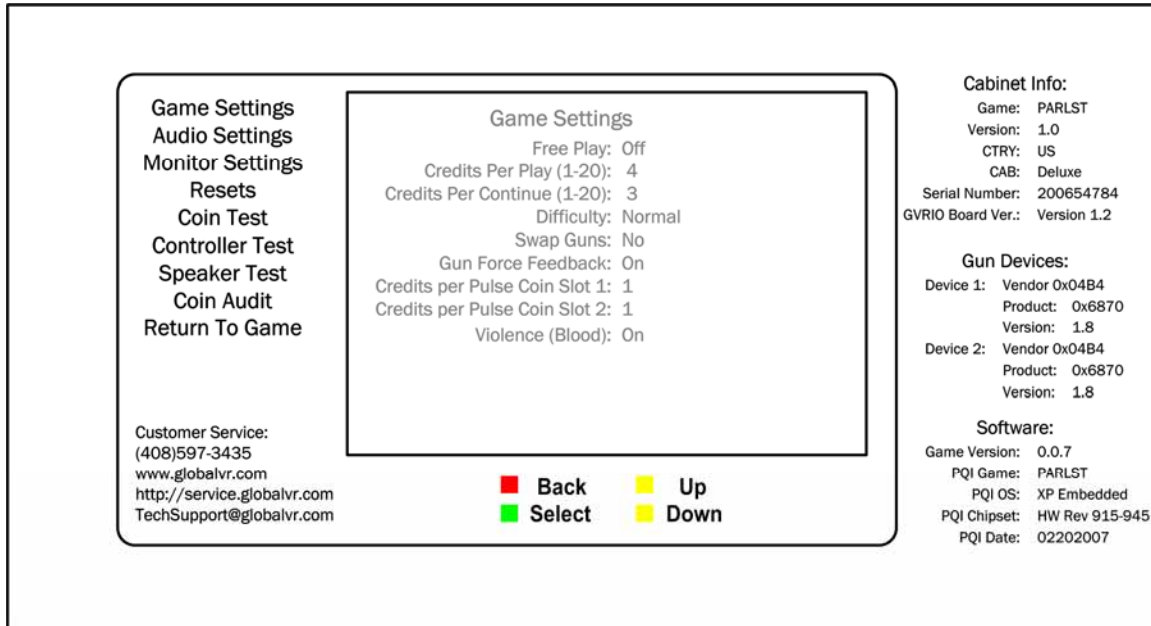 Game Settings
Audio Settings
Monitor Settings
Resets
Coin Test
Controller Test
Speaker Test
Coin Audit
Return To Game
Customer Service:
(408)597-3435
www.globalvr.com
http://service.globalvr.com
TechSupport@globalvr.com
Game Settings
Free Play: Off
Credits Per Play (1-20): 4
Credits Per Continue (1-20): 3
Difficulty: Normal
Swap Guns: No
Gun Force Feedback: On
Credits per Pulse Coin Slot 1: 1
Credits per Pulse Coin Slot 2: 1
Violence (Blood): On
Back Up
Select Down
Cabinet Info:
Game: PARLST
Version: 1.0
CTRY: US
CAB: Deluxe
Serial Number: 200654784
GVRIO Board Ver.: Version 1.2
Gun Devices:
Device 1: Vendor 0x04B4
Product: 0x6870
Version: 1.8
Device 2: Vendor 0x04B4
Product: 0x6870
Version: 1.8
Software:
Game Version: 0.0.7
PQI Game: PARLST
PQI OS: XP Embedded
PQI Chipset: HW Rev 915-945
PQI Date: 02202007